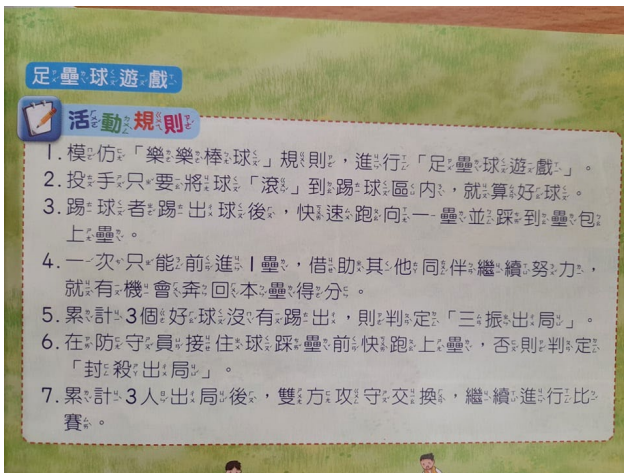 足壘球遊戲
活動規則
1.模仿「樂樂棒球」規則，進行「足壘球遊戲」。
2.投手只要將球「滾」到踢球區內，就算好球。
3.踢球者踢出球後，快速跑向一壘並踩到壘包
上壘。
4.一次只能前進1壘，借助其他同伴繼續努力，
就有機會奔回本壘得分。
5.累計3個好球沒有踢出，則判定「三振出局」。
6.在防守員接住球踩壘前快跑上壘，否則判定
「封殺出局」。
7.累計3人出局後，雙方攻守交換，繼續進行比
賽。